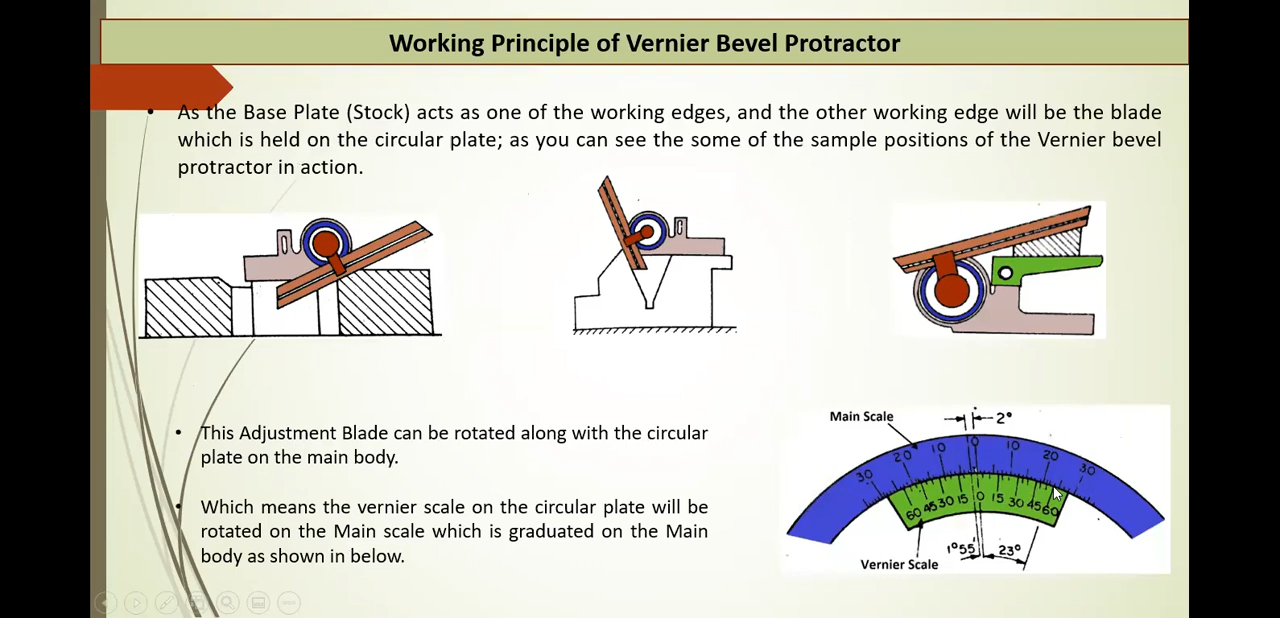 Working Principle of Vernier Bevel Protractor
• As the Base Plate (Stock) acts as one of the working edges, and the other working edge will be the blade
which is held on the circular plate; as you can see the some of the sample positions of the Vernier bevel
protractor in action.
• This Adjustment Blade can be rotated along with the circular
plate on the main body.
• Which means the vernier scale on the circular plate will be
rotated on the Main scale which is graduated on the Main
body as shown in below.
Main Scale
2°
30 20 10 0 10 20 30
60 45 30 15 0 15 30 45 60
1°55' 23°
Vernier Scale